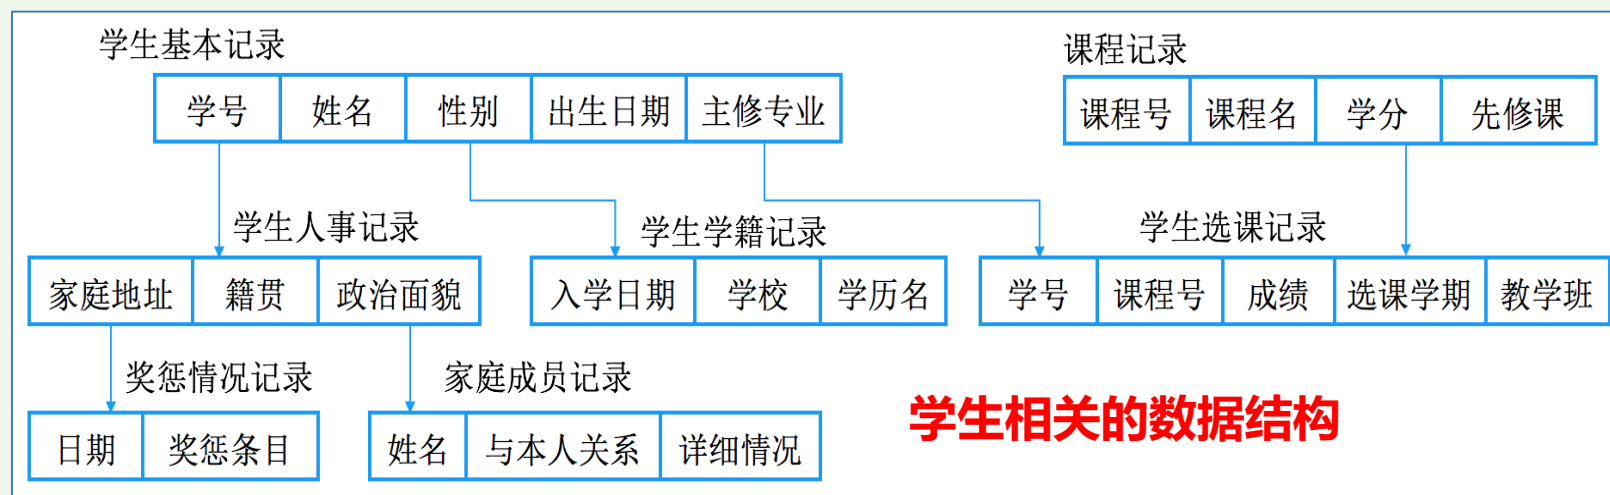 学生基本记录
课程记录
学号 姓名 性别 出生日期 主修专业
课程号 课程名 学分 先修课
学生人事记录
学生学籍记录
学生选课记录
家庭地址 籍贯 政治面貌
入学日期 学校 学历名
学号 课程号 成绩 选课学期 教学班
奖惩情况记录
家庭成员记录
日期 奖惩条目
姓名 与本人关系 详细情况
学生相关的数据结构